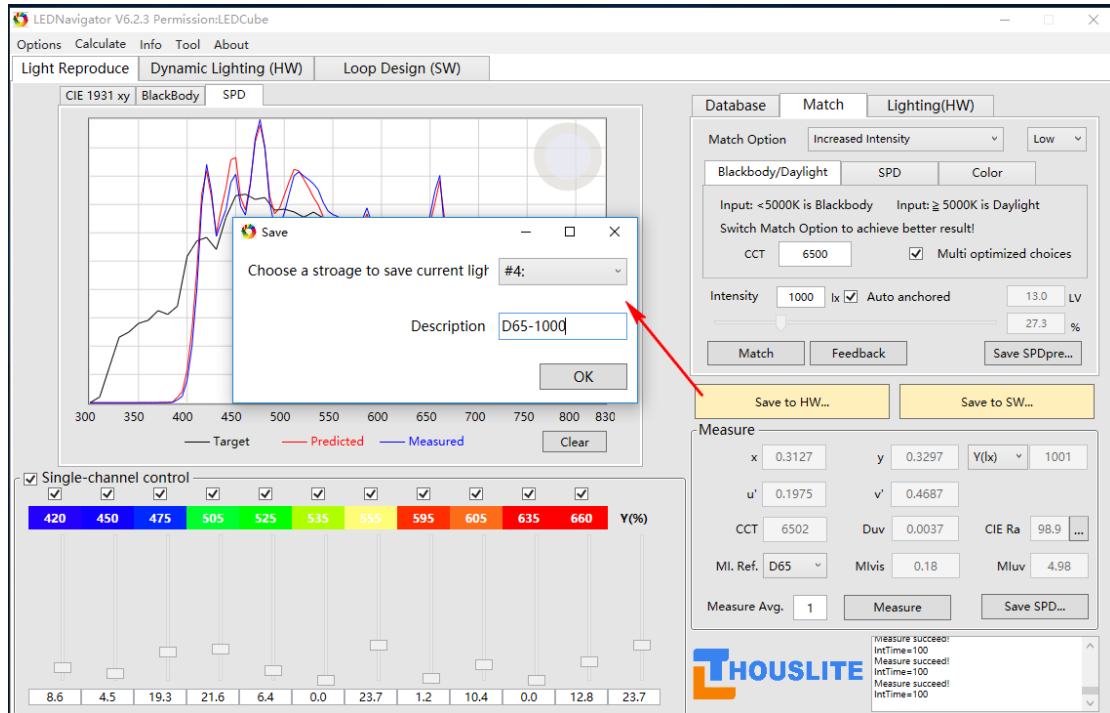 LEDNavigator V6.2.3 Permission:LEDCube
Options Calculate Info Tool About
Light Reproduce Dynamic Lighting (HW) Loop Design (SW)
CIE 1931 xy BlackBody SPD
300 350 400 450 500 550 600 650 700 750 800 830
Target Predicted Measured Clear
Save
Choose a stroage to save current ligh #4:
Description D65-1000
OK
Database Match Lighting(HW)
Match Option Increased Intensity Low
Blackbody/Daylight SPD Color
Input: <5000K is Blackbody Input: ≧ 5000K is Daylight
Switch Match Option to achieve better result!
CCT 6500 Multi optimized choices
Intensity 1000 lx Auto anchored 13.0 LV
27.3 %
Match Feedback Save SPDpre...
Save to HW... Save to SW...
Measure
x 0.3127 y 0.3297 Y(lx) 1001
u' 0.1975 v' 0.4687
CCT 6502 Duv 0.0037 CIE Ra 98.9 ...
MI. Ref. D65 MIvis 0.18 MIuv 4.98
Measure Avg. 1 Measure Save SPD...
Single-channel control
420 450 475 505 525 535 555 595 605 635 660 Y(%)
8.6 4.5 19.3 21.6 6.4 0.0 23.7 1.2 10.4 0.0 12.8 23.7
THOUSLITE
Measure succeed!
IntTime=100
Measure succeed!
IntTime=100
Measure succeed!
IntTime=100